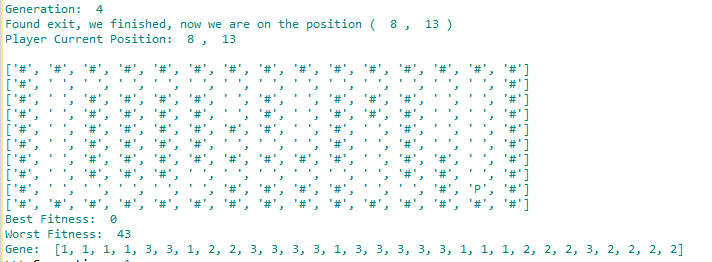 Generation:  4
Found exit, we finished, now we are on the position (  8 ,  13 )
Player Current Position:  8 ,  13
['#', '#', '#', '#', '#', '#', '#', '#', '#', '#', '#', '#', '#', '#', '#']
['#', ' ', ' ', ' ', ' ', ' ', ' ', ' ', ' ', ' ', ' ', ' ', ' ', ' ', '#']
['#', ' ', '#', '#', '#', '#', ' ', '#', ' ', '#', '#', '#', ' ', ' ', '#']
['#', ' ', '#', '#', '#', '#', ' ', '#', ' ', '#', '#', '#', ' ', ' ', '#']
['#', ' ', '#', '#', '#', ' ', '#', '#', ' ', '#', ' ', '#', ' ', ' ', '#']
['#', ' ', '#', '#', '#', '#', ' ', ' ', ' ', '#', ' ', '#', ' ', ' ', '#']
['#', ' ', '#', '#', '#', '#', '#', '#', '#', '#', ' ', '#', '#', ' ', '#']
['#', ' ', '#', '#', '#', ' ', ' ', ' ', ' ', ' ', ' ', '#', '#', ' ', '#']
['#', ' ', ' ', ' ', ' ', ' ', '#', '#', '#', '#', ' ', ' ', '#', 'P', '#']
['#', '#', '#', '#', '#', '#', '#', '#', '#', '#', '#', '#', '#', '#', '#']
Best Fitness:  0
Worst Fitness:  43
Gene:  [1, 1, 1, 1, 3, 3, 1, 2, 2, 3, 3, 3, 3, 1, 3, 3, 3, 3, 3, 1, 1, 1, 2, 2, 2, 3, 2, 2, 2, 2]